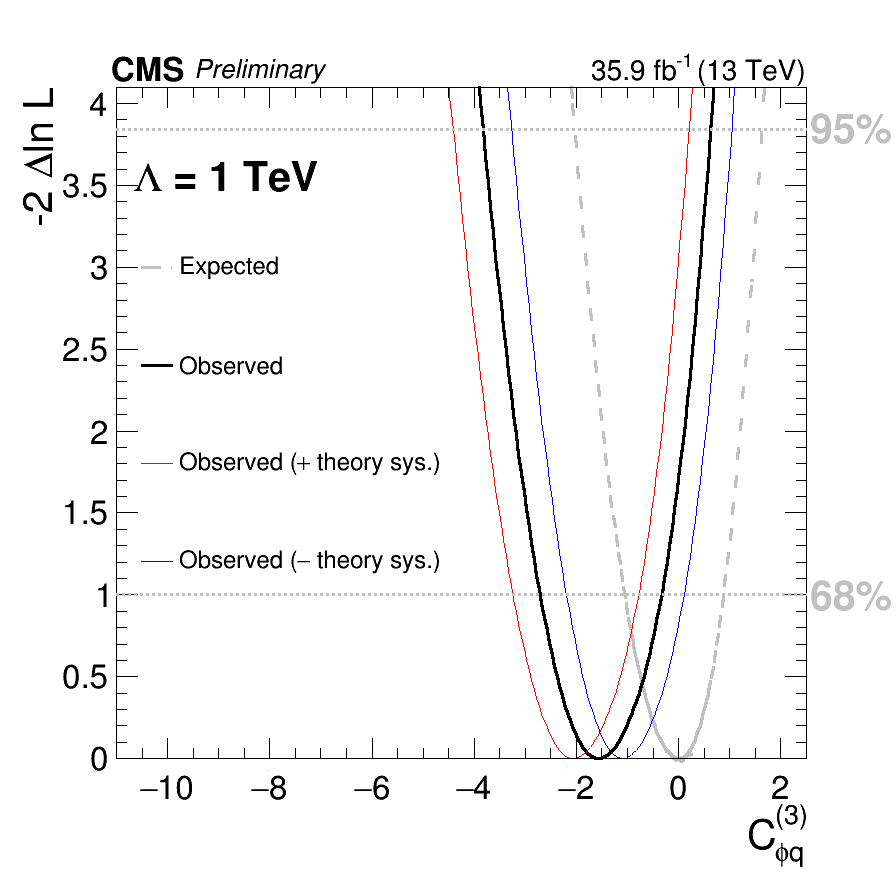 CMS Preliminary 35.9 fb⁻¹ (13 TeV)
-2 Δln L
4
95%
Λ = 1 TeV
3.5
3
Expected
2.5
Observed
2
Observed (+ theory sys.)
1.5
Observed (− theory sys.)
1
68%
0.5
0
−10 −8 −6 −4 −2 0 2
C_{ϕq}^{(3)}